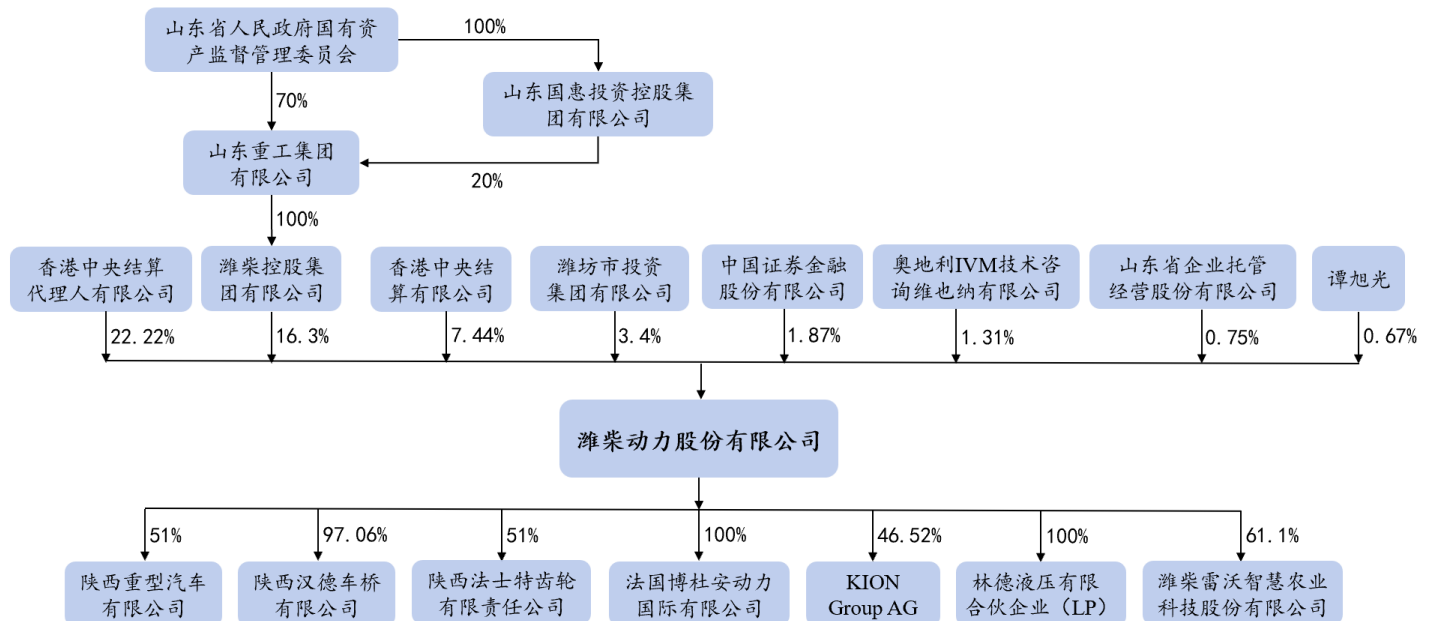 山东省人民政府国有资
产监督管理委员会
100%
山东国惠投资控股集
团有限公司
70%
山东重工集团
有限公司
20%
100%
香港中央结算
代理人有限公司
潍柴控股集
团有限公司
香港中央结
算有限公司
潍坊市投资
集团有限公司
中国证券金融
股份有限公司
奥地利IVM技术咨
询维也纳有限公司
山东省企业托管
经营股份有限公司
谭旭光
22.22%
16.3%
7.44%
3.4%
1.87%
1.31%
0.75%
0.67%
潍柴动力股份有限公司
51%
97.06%
51%
100%
46.52%
100%
61.1%
陕西重型汽车
有限公司
陕西汉德车桥
有限公司
陕西法士特齿轮
有限责任公司
法国博杜安动力
国际有限公司
KION
Group AG
林德液压有限
合伙企业（LP）
潍柴雷沃智慧农业
科技股份有限公司